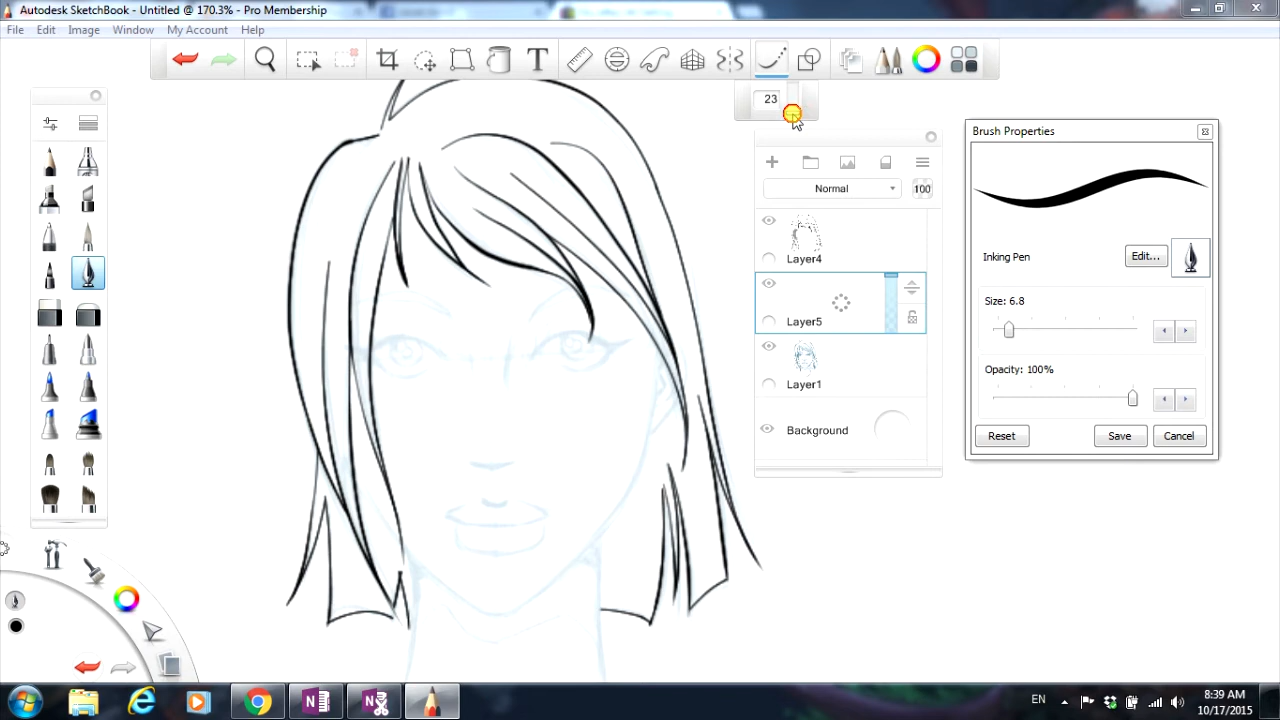 Autodesk SketchBook - Untitled @ 170.3% - Pro Membership
File Edit Image Window My Account Help
T
23
Brush Properties
Normal
100
Layer4
Inking Pen
Edit...
Size: 6.8
Layer5
Opacity: 100%
Layer1
Background
Reset
Save
Cancel
EN
8:39 AM
10/17/2015